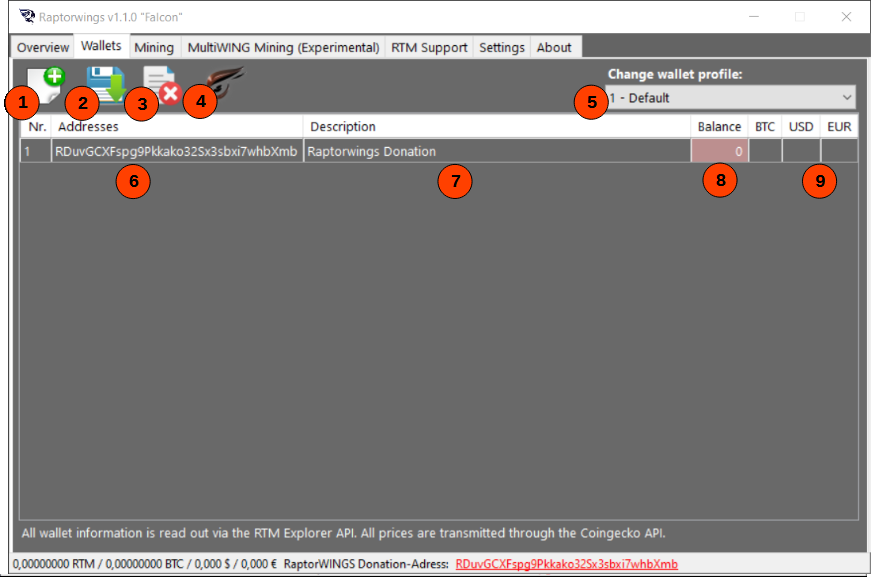 Raptorwings v1.1.0 "Falcon"
Overview Wallets Mining MultiWING Mining (Experimental) RTM Support Settings About
Change wallet profile:
1 2 3 4 5 1 - Default
Nr. Addresses Description Balance BTC USD EUR
1 RDuvGCXFspg9Pkkako32Sx3sbxi7whbXmb Raptorwings Donation 0
6 7 8 9
All wallet information is read out via the RTM Explorer API. All prices are transmitted through the Coingecko API.
0,00000000 RTM / 0,00000000 BTC / 0,000 $ / 0,000 € RaptorWINGS Donation-Adress: RDuvGCXFspg9Pkkako32Sx3sbxi7whbXmb